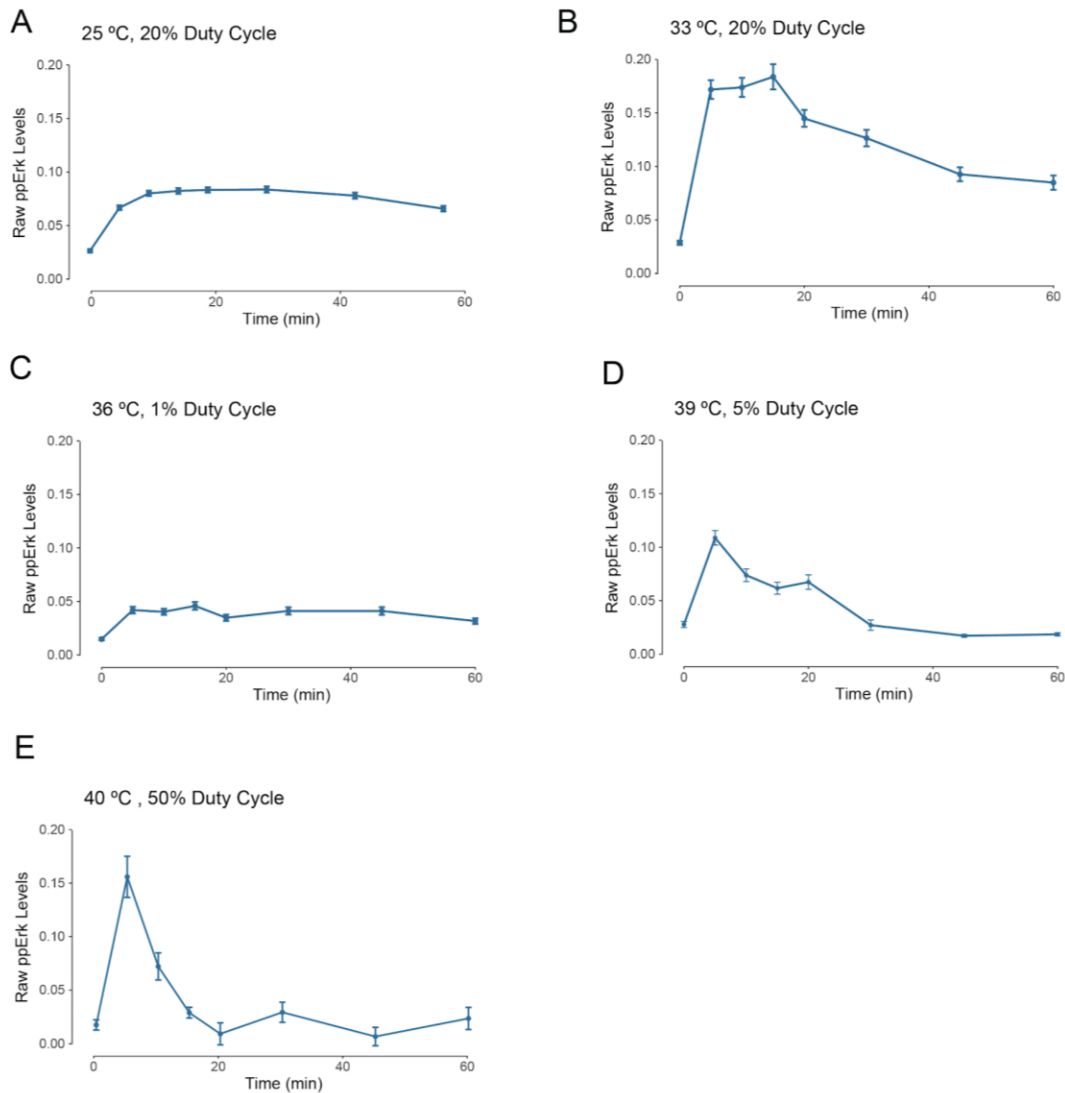 A
25 ºC, 20% Duty Cycle
0.20
0.15
0.10
0.05
0.00
Raw ppErk Levels
0
20
40
60
Time (min)
B
33 ºC, 20% Duty Cycle
0.20
0.15
0.10
0.05
0.00
Raw ppErk Levels
0
20
40
60
Time (min)
C
36 ºC, 1% Duty Cycle
0.20
0.15
0.10
0.05
0.00
Raw ppErk Levels
0
20
40
60
Time (min)
D
39 ºC, 5% Duty Cycle
0.20
0.15
0.10
0.05
0.00
Raw ppErk Levels
0
20
40
60
Time (min)
E
40 ºC , 50% Duty Cycle
0.20
0.15
0.10
0.05
0.00
Raw ppErk Levels
0
20
40
60
Time (min)